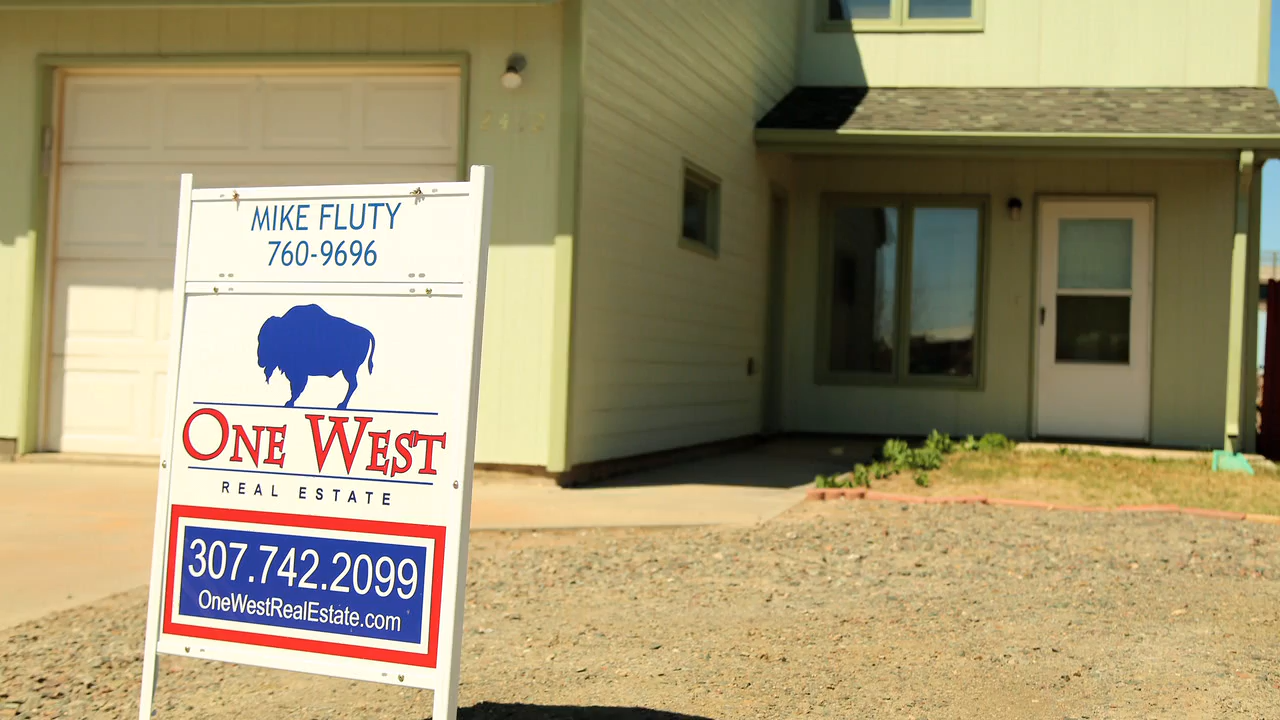 MIKE FLUTY
760-9696
ONE WEST
REAL ESTATE
307.742.2099
OneWestRealEstate.com